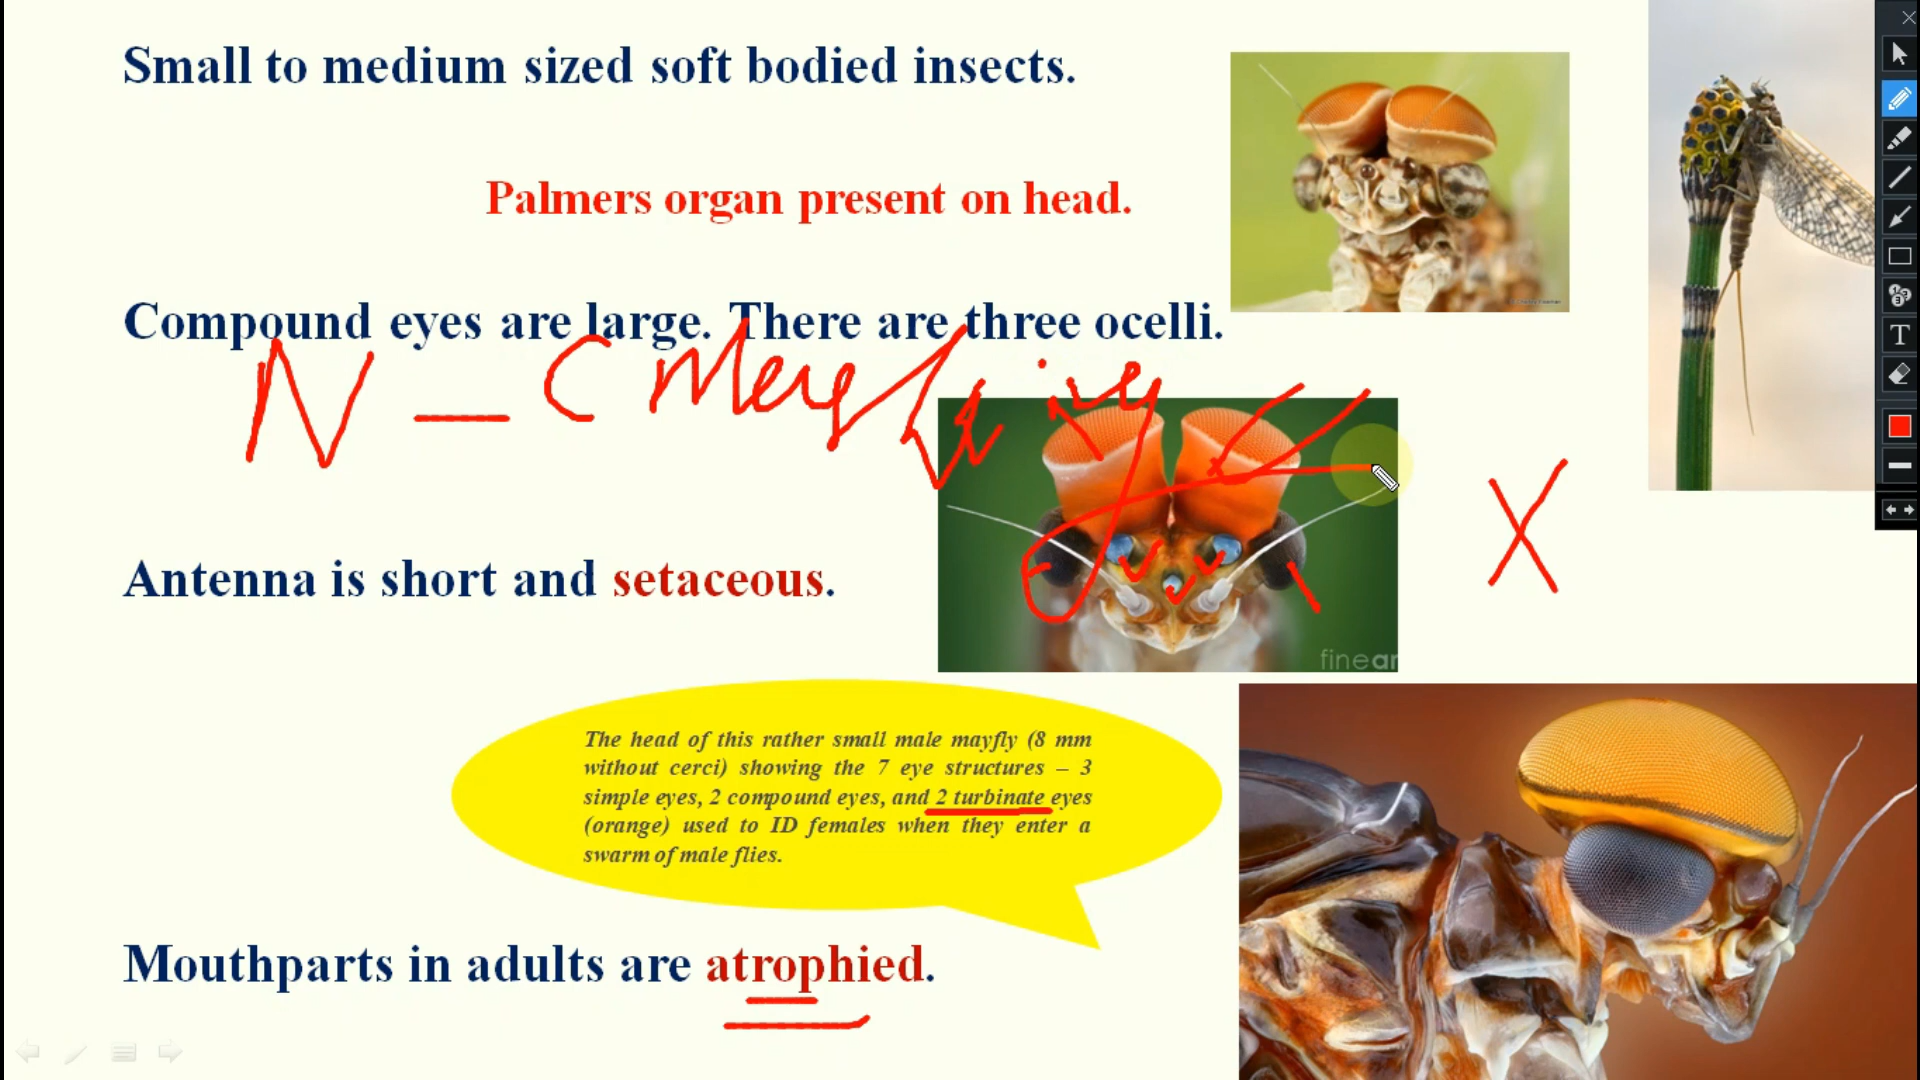 Small to medium sized soft bodied insects.
Palmers organ present on head.
Compound eyes are large. There are three ocelli.
N – C
Antenna is short and setaceous.
finear
The head of this rather small male mayfly (8 mm
without cerci) showing the 7 eye structures – 3
simple eyes, 2 compound eyes, and 2 turbinate eyes
(orange) used to ID females when they enter a
swarm of male flies.
Mouthparts in adults are atrophied.